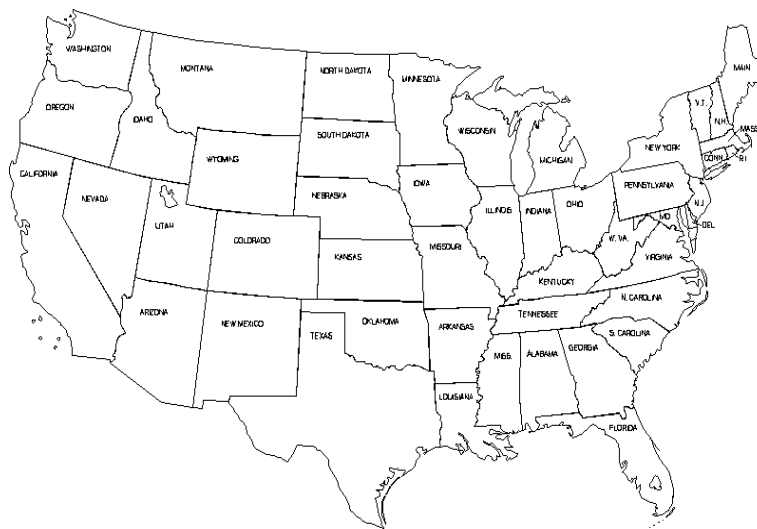 WASHINGTON
MONTANA
NORTH DAKOTA
MINNESOTA
MAIN
OREGON
IDAHO
SOUTH DAKOTA
WISCONSIN
V.T.
N.H.
MASS
NEW YORK
WYOMING
MICHIGAN
CONN.
RI
CALIFORNIA
NEVADA
NEBRASKA
IOWA
PENNSYLVANIA
N.J.
UTAH
COLORADO
ILLINOIS
INDIANA
OHIO
MD
DEL
KANSAS
MISSOURI
W. VA.
VIRGINIA
KENTUCKY
ARIZONA
NEW MEXICO
OKLAHOMA
ARKANSAS
TENNESSEE
N. CAROLINA
TEXAS
S. CAROLINA
MISS.
ALABAMA
GEORGIA
LOUISIANA
FLORIDA